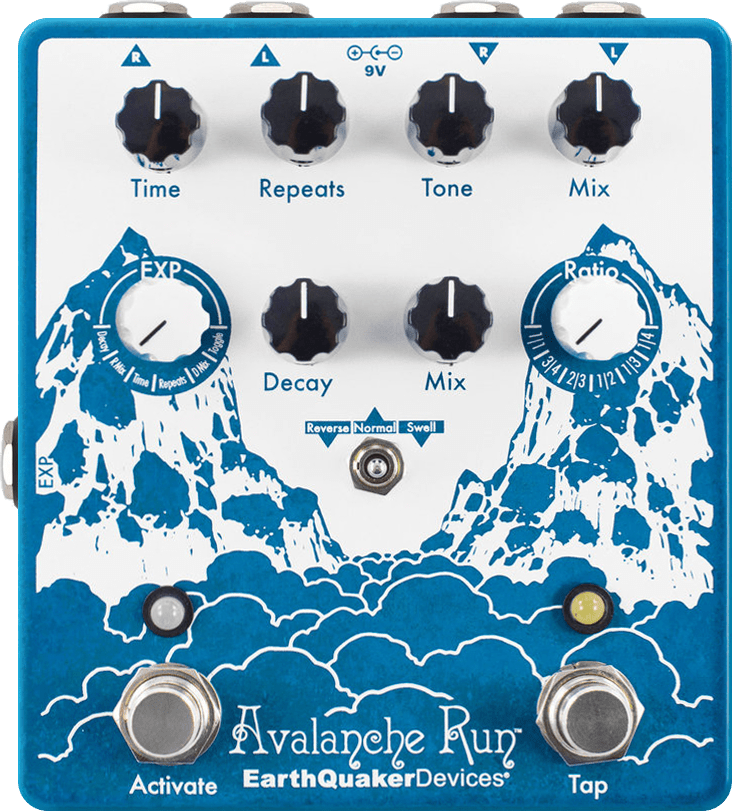 R L R L
9V
Time Repeats Tone Mix
EXP Ratio
Decay R.Mix Time Repeats D.Mix Toggle
1/1 3/4 2/3 1/2 1/3 1/4
Decay Mix
Reverse Normal Swell
EXP
Avalanche Run™
EarthQuakerDevices®
Activate Tap